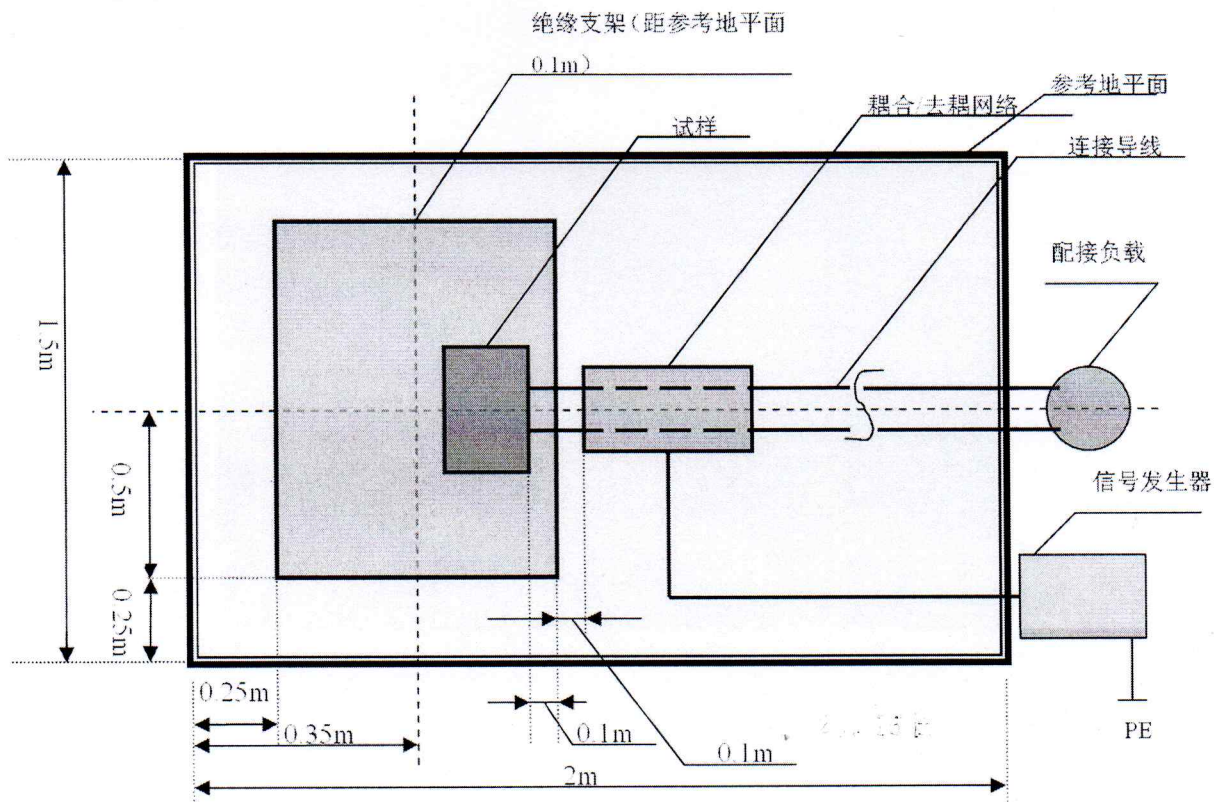 绝缘支架（距参考地平面
0.1m）
参考地平面
耦合/去耦网络
试样
连接导线
配接负载
1.5m
0.5m
信号发生器
0.25m
0.25m
0.35m
0.1m
0.1m
PE
2m